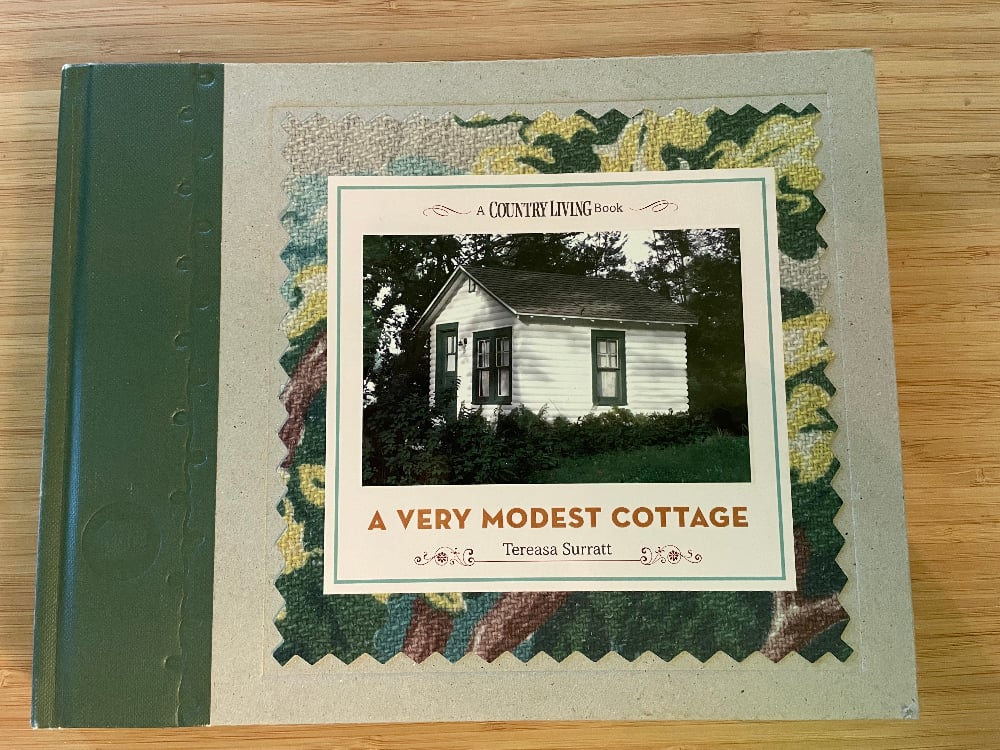 A COUNTRY LIVING Book
A VERY MODEST COTTAGE
Tereasa Surratt